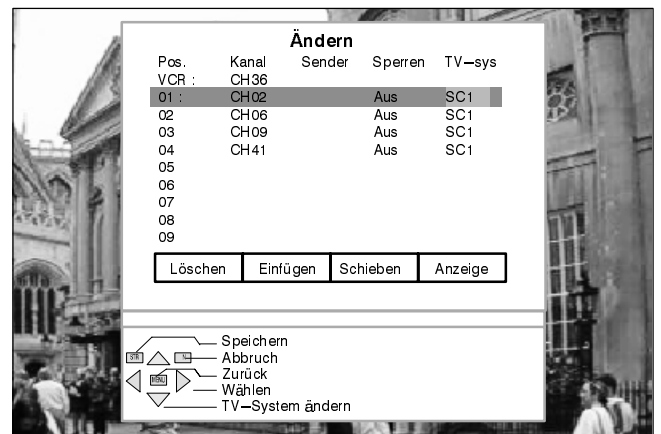 Ändern
Pos. Kanal Sender Sperren TV–sys
VCR : CH36
01 : CH02 Aus SC1
02 CH06 Aus SC1
03 CH09 Aus SC1
04 CH41 Aus SC1
05
06
07
08
09
Löschen Einfügen Schieben Anzeige
Speichern
STR N Abbruch
Zurück
MENU
Wählen
TV–System ändern